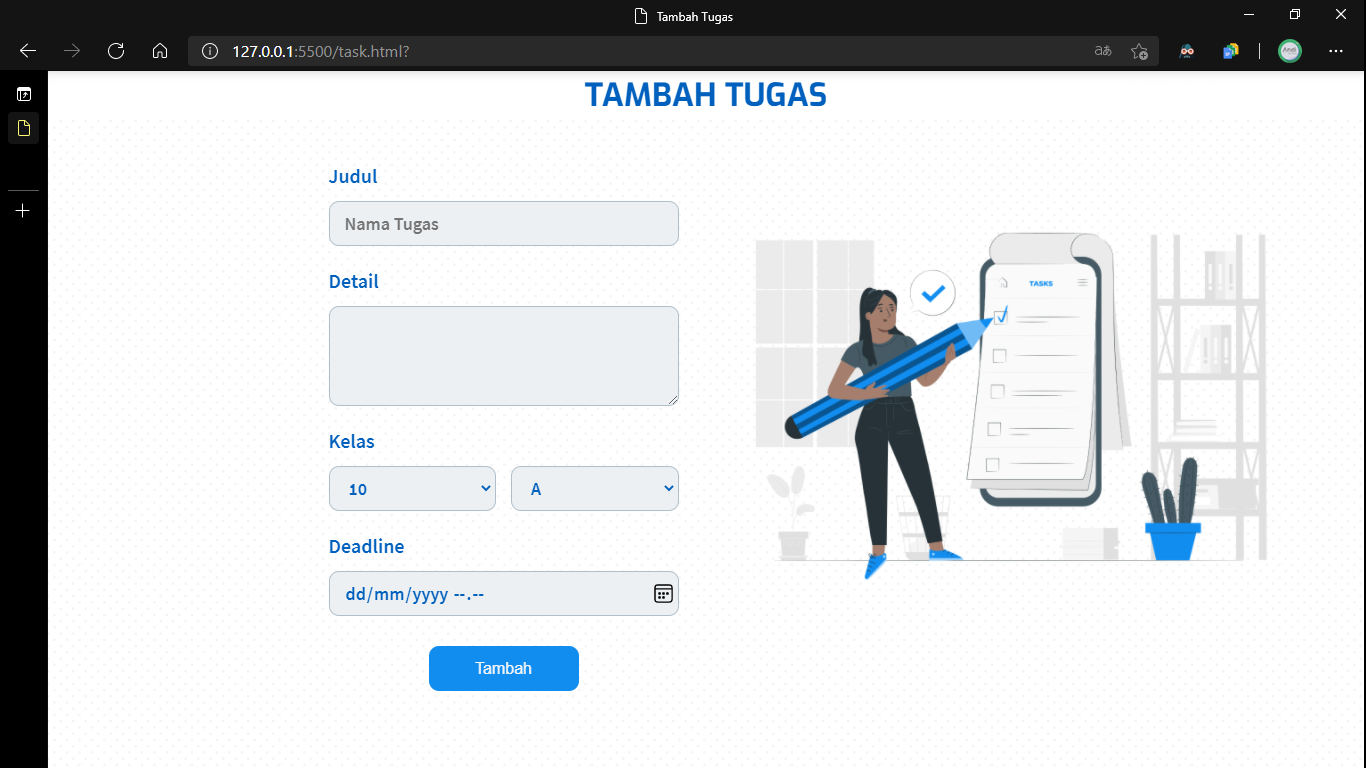 Tambah Tugas
127.0.0.1:5500/task.html?
TAMBAH TUGAS
Judul
Nama Tugas
Detail
Kelas
10 A
Deadline
dd/mm/yyyy --.--
Tambah
TASKS